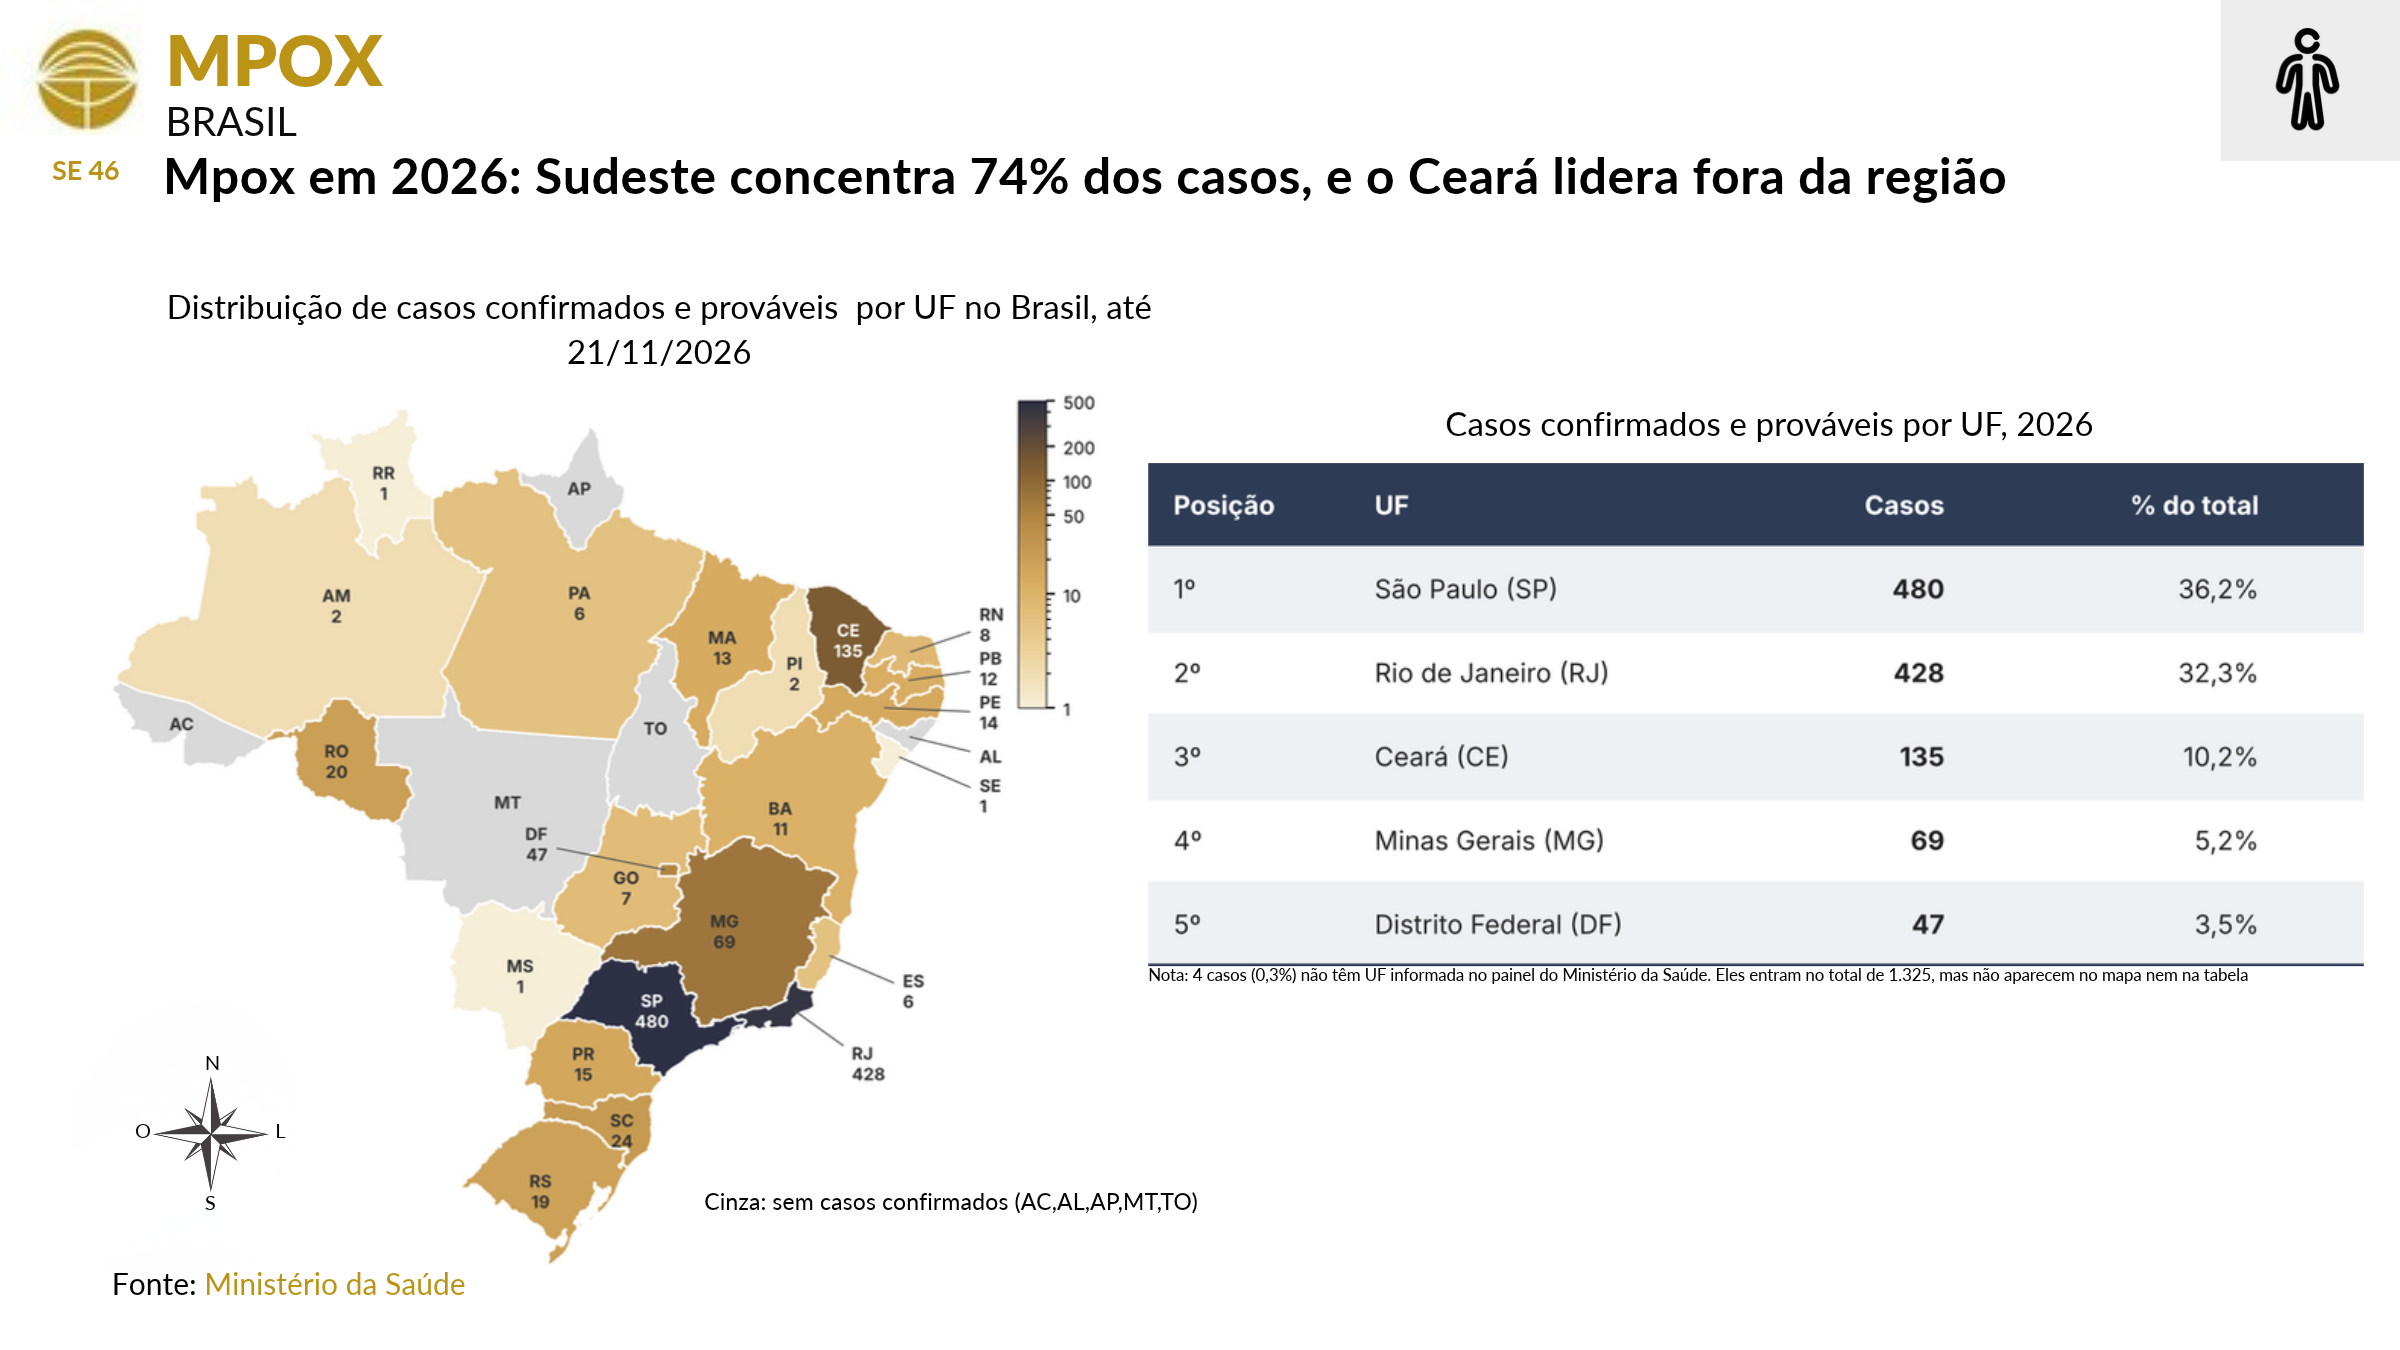 MPOX
BRASIL
SE 46
Mpox em 2026: Sudeste concentra 74% dos casos, e o Ceará lidera fora da região
Distribuição de casos confirmados e prováveis  por UF no Brasil, até
21/11/2026
500
200
100
50
10
1
RR
1
AP
AM
2
PA
6
MA
13
PI
2
CE
135
RN
8
PB
12
PE
14
AL
SE
1
AC
RO
20
TO
MT
DF
47
BA
11
GO
7
MG
69
MS
1
ES
6
SP
480
RJ
428
PR
15
SC
24
RS
19
N
O
L
S
Cinza: sem casos confirmados (AC,AL,AP,MT,TO)
Fonte: Ministério da Saúde
Casos confirmados e prováveis por UF, 2026
Posição UF Casos % do total
1º São Paulo (SP) 480 36,2%
2º Rio de Janeiro (RJ) 428 32,3%
3º Ceará (CE) 135 10,2%
4º Minas Gerais (MG) 69 5,2%
5º Distrito Federal (DF) 47 3,5%
Nota: 4 casos (0,3%) não têm UF informada no painel do Ministério da Saúde. Eles entram no total de 1.325, mas não aparecem no mapa nem na tabela